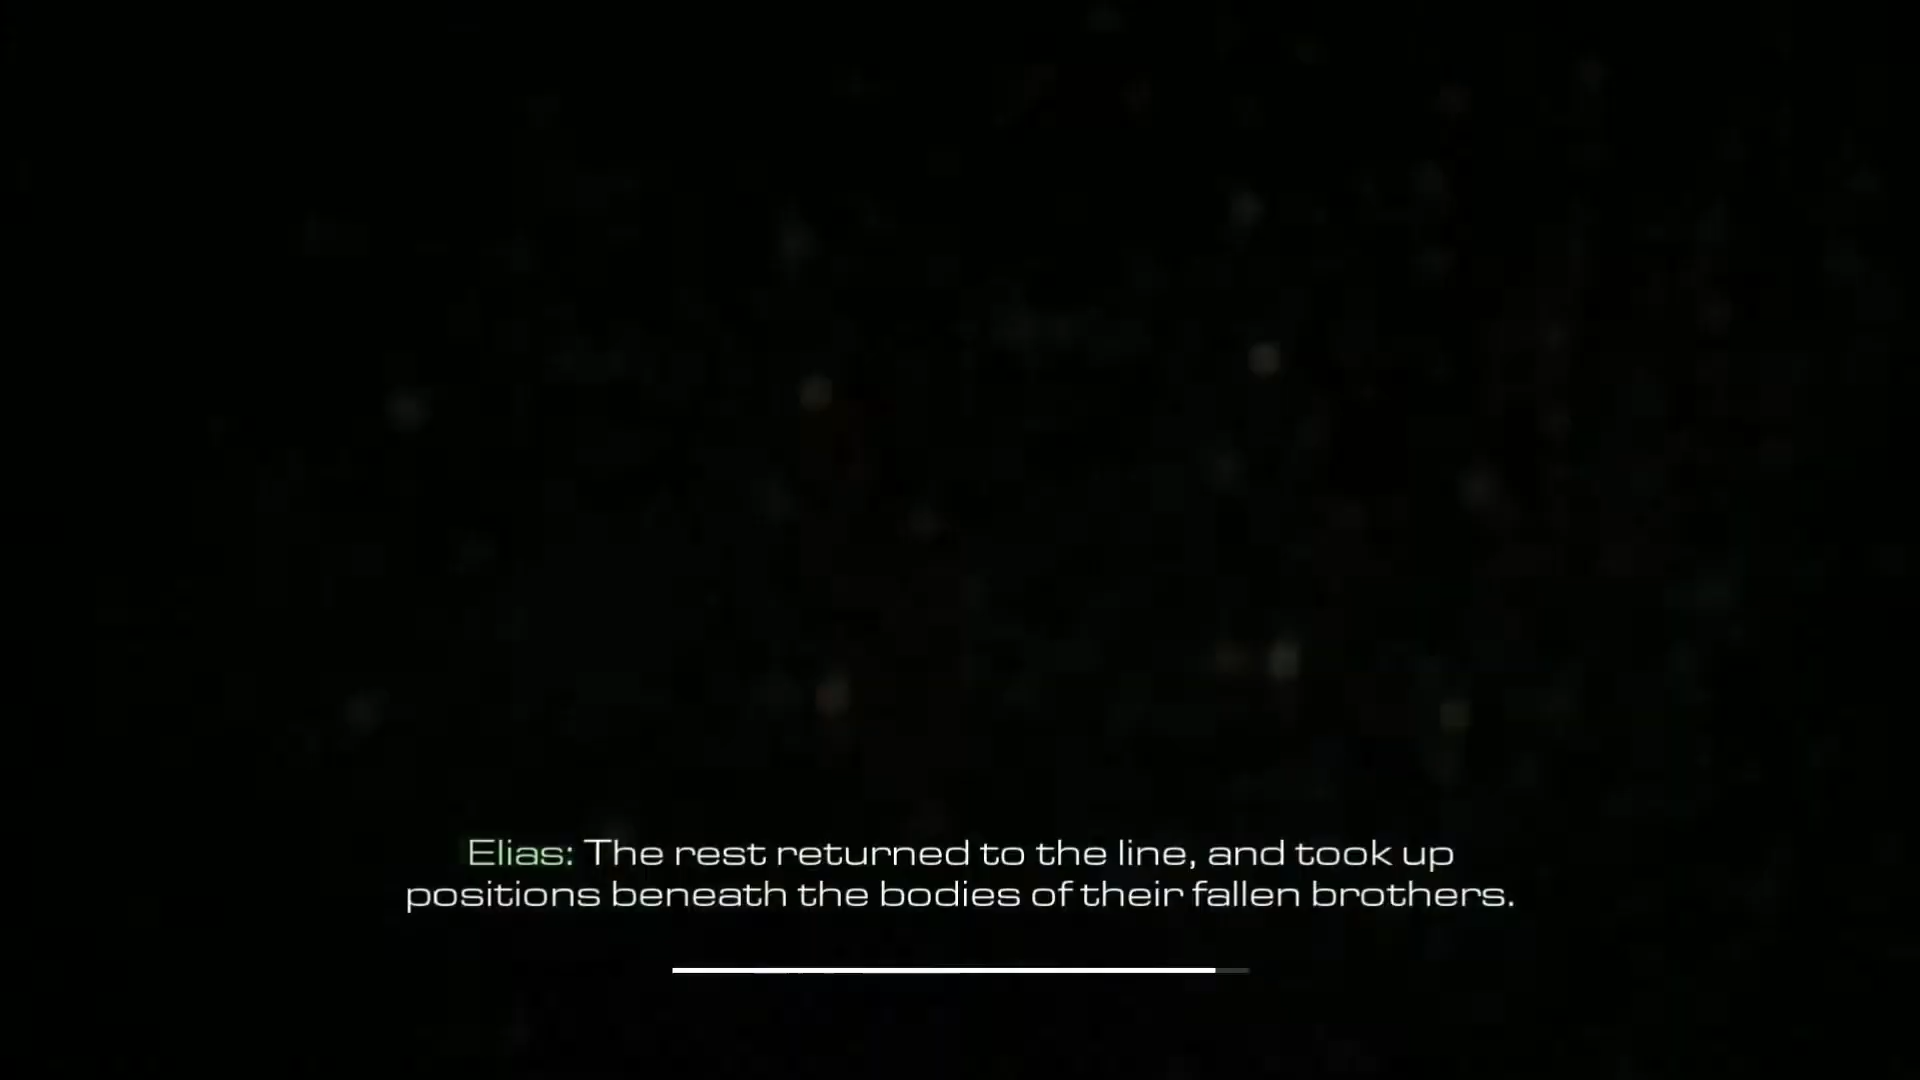 Elias: The rest returned to the line, and took up
positions beneath the bodies of their fallen brothers.